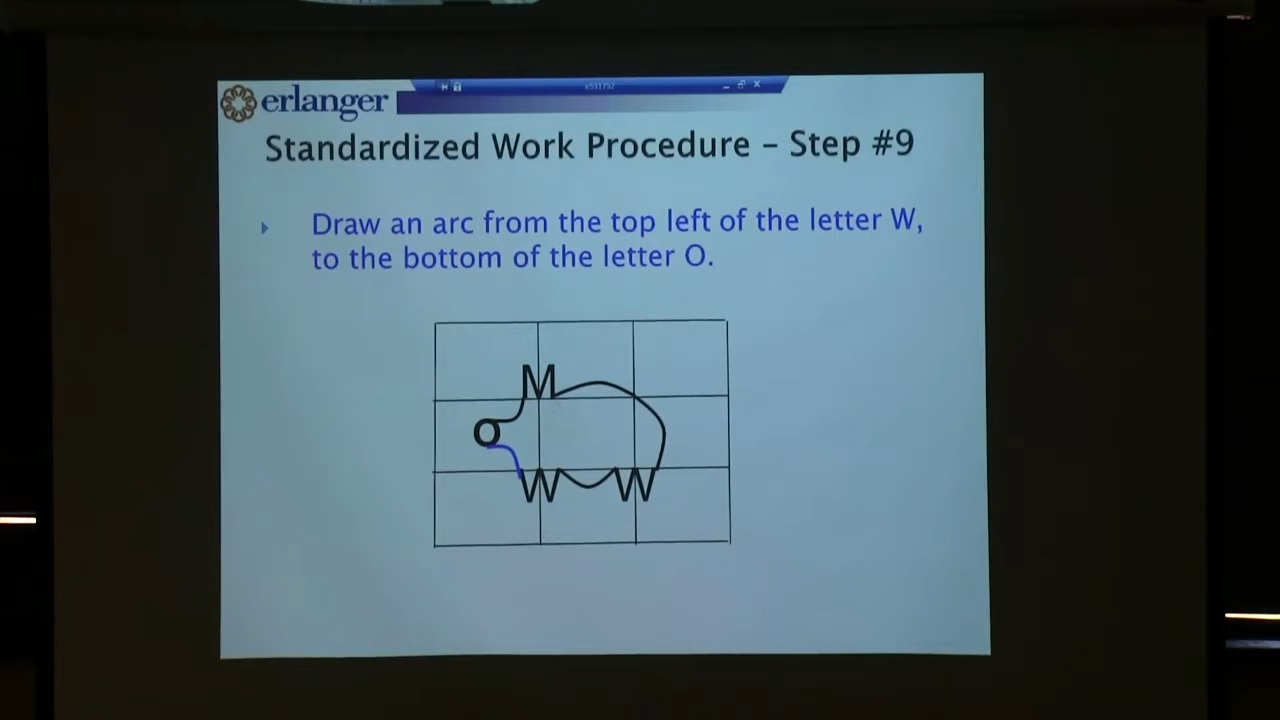 erlanger
Standardized Work Procedure – Step #9
Draw an arc from the top left of the letter W,
to the bottom of the letter O.
M
O
W W